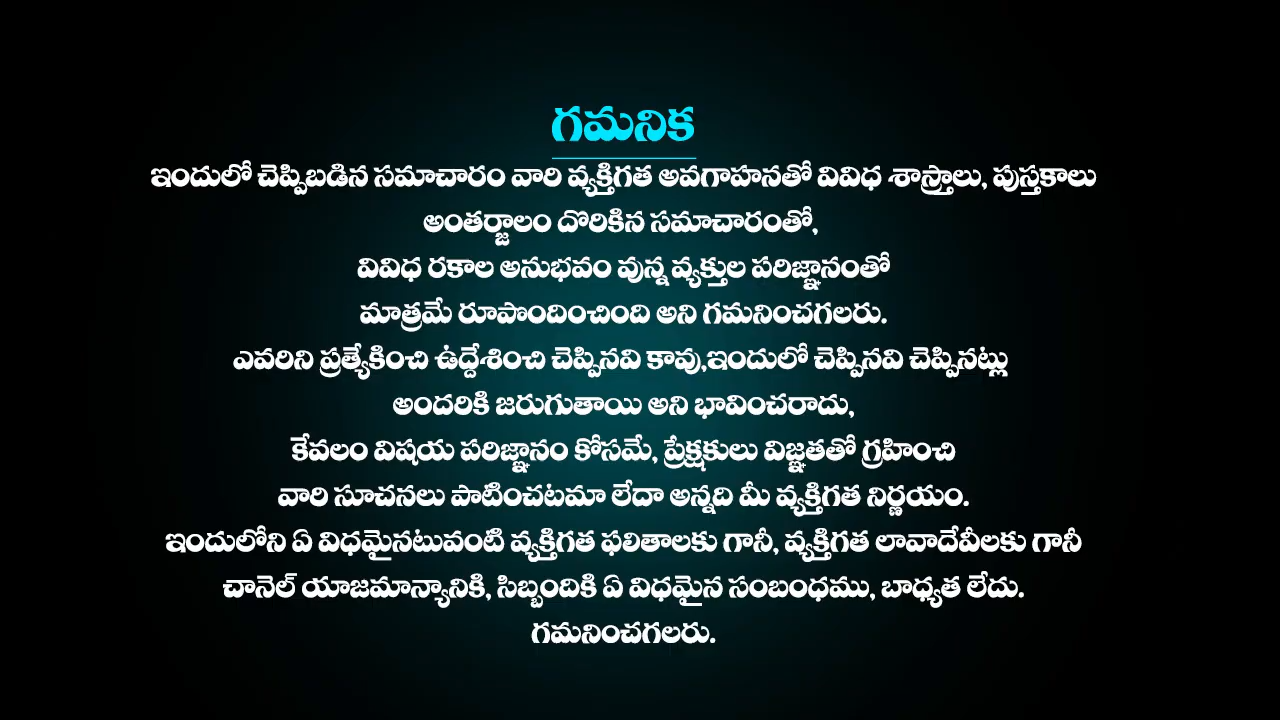 గమనిక
ఇందులో చెప్పిబడిన సమాచారం వారి వ్యక్తిగత అవగాహనతో వివిధ శాస్త్రాలు, పుస్తకాలు
అంతర్జాలం దొరికిన సమాచారంతో,
వివిధ రకాల అనుభవం వున్న వ్యక్తుల పరిజ్ఞానంతో
మాత్రమే రూపొందించింది అని గమనించగలరు.
ఎవరిని ప్రత్యేకించి ఉద్దేశించి చెప్పినవి కావు,ఇందులో చెప్పినవి చెప్పినట్లు
అందరికి జరుగుతాయి అని భావించరాదు,
కేవలం విషయ పరిజ్ఞానం కోసమే, ప్రేక్షకులు విజ్ఞతతో గ్రహించి
వారి సూచనలు పాటించటమా లేదా అన్నది మీ వ్యక్తిగత నిర్ణయం.
ఇందులోని ఏ విధమైనటువంటి వ్యక్తిగత ఫలితాలకు గానీ, వ్యక్తిగత లావాదేవీలకు గానీ
చానెల్ యాజమాన్యానికి, సిబ్బందికి ఏ విధమైన సంబంధము, బాధ్యత లేదు.
గమనించగలరు.